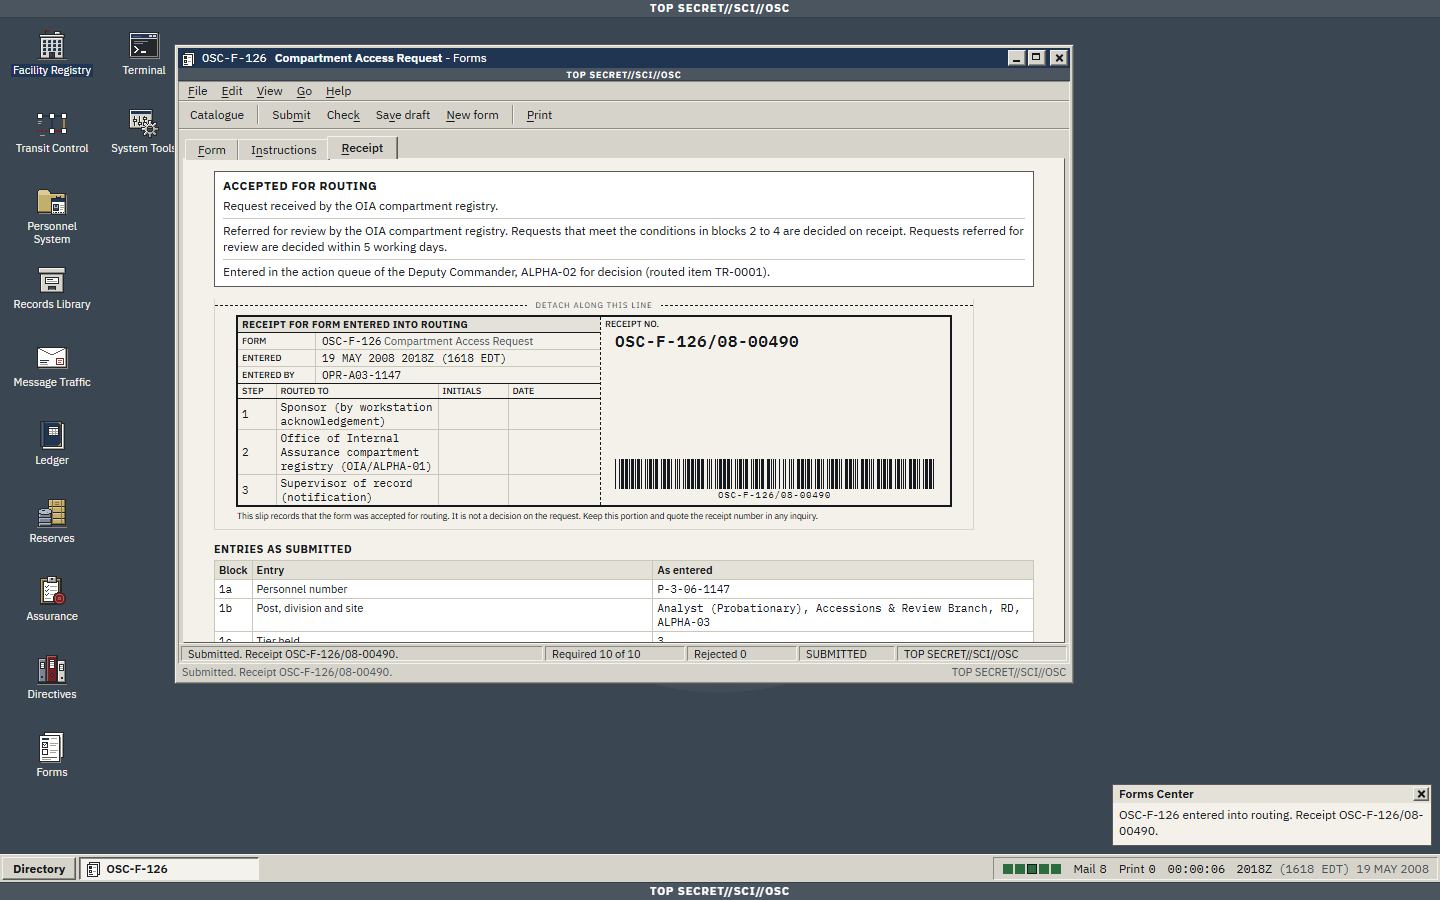 TOP SECRET//SCI//OSC
Facility Registry
Terminal
Transit Control
System Tools
Personnel
System
Records Library
Message Traffic
Ledger
Reserves
Assurance
Directives
Forms
OSC-F-126 Compartment Access Request - Forms
TOP SECRET//SCI//OSC
File Edit View Go Help
Catalogue Submit Check Save draft New form Print
Form Instructions Receipt
ACCEPTED FOR ROUTING
Request received by the OIA compartment registry.
Referred for review by the OIA compartment registry. Requests that meet the conditions in blocks 2 to 4 are decided on receipt. Requests referred for
review are decided within 5 working days.
Entered in the action queue of the Deputy Commander, ALPHA-02 for decision (routed item TR-0001).
DETACH ALONG THIS LINE
RECEIPT FOR FORM ENTERED INTO ROUTING
FORM OSC-F-126 Compartment Access Request
ENTERED 19 MAY 2008 2018Z (1618 EDT)
ENTERED BY OPR-A03-1147
STEP ROUTED TO INITIALS DATE
1 Sponsor (by workstation
acknowledgement)
2 Office of Internal
Assurance compartment
registry (OIA/ALPHA-01)
3 Supervisor of record
(notification)
RECEIPT NO.
OSC-F-126/08-00490
OSC-F-126/08-00490
This slip records that the form was accepted for routing. It is not a decision on the request. Keep this portion and quote the receipt number in any inquiry.
ENTRIES AS SUBMITTED
Block Entry As entered
1a Personnel number P-3-06-1147
1b Post, division and site Analyst (Probationary), Accessions & Review Branch, RD,
ALPHA-03
1c Tier held 3
Submitted. Receipt OSC-F-126/08-00490. Required 10 of 10 Rejected 0 SUBMITTED TOP SECRET//SCI//OSC
Submitted. Receipt OSC-F-126/08-00490. TOP SECRET//SCI//OSC
Forms Center
OSC-F-126 entered into routing. Receipt OSC-F-126/08-
00490.
Directory OSC-F-126 Mail 8 Print 0 00:00:06 2018Z (1618 EDT) 19 MAY 2008
TOP SECRET//SCI//OSC